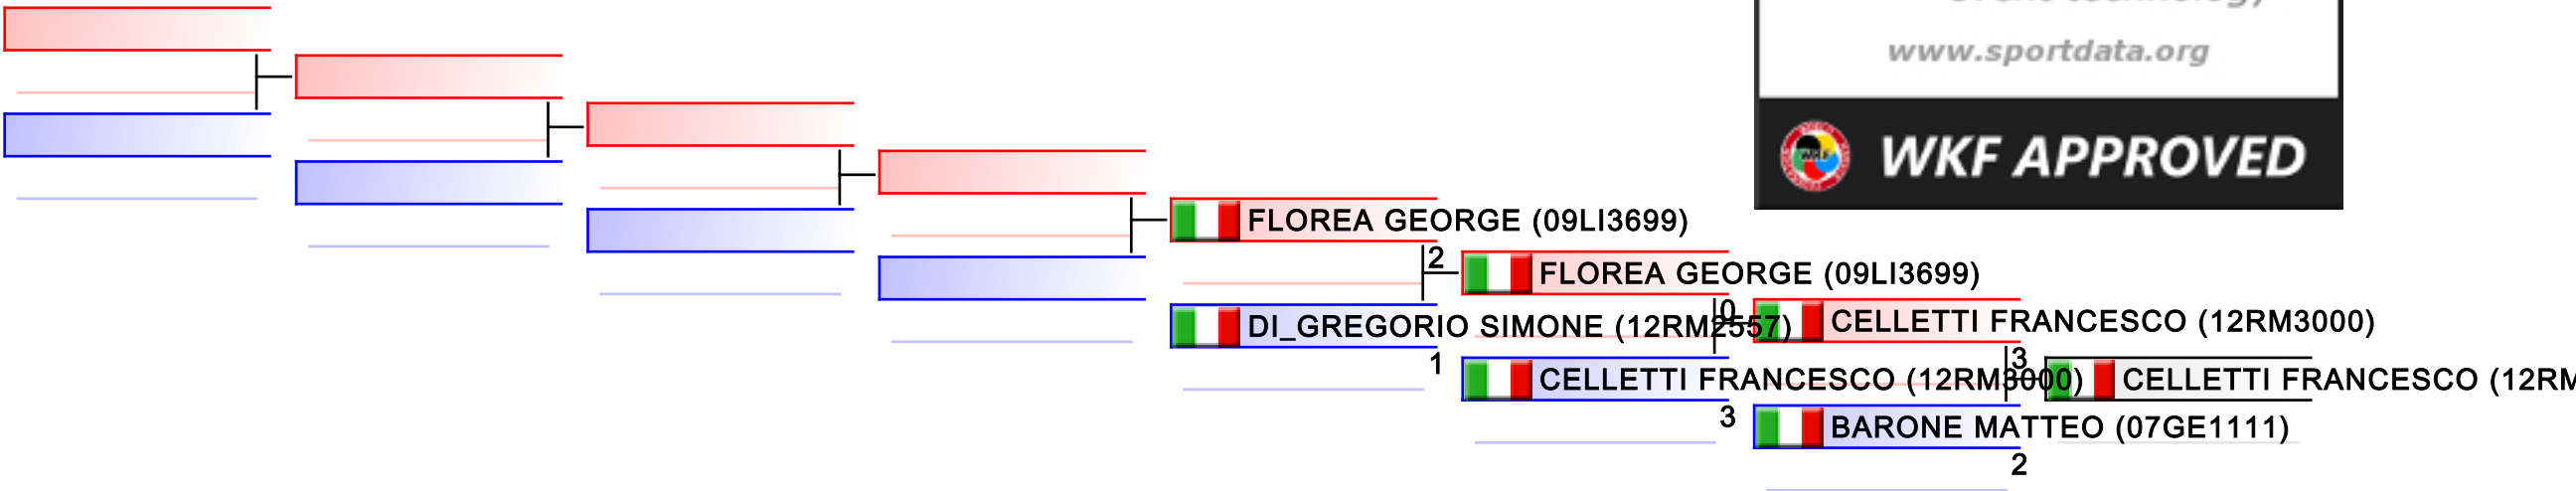 www.sportdata.org
WKF APPROVED
FLOREA GEORGE (09LI3699)
2
FLOREA GEORGE (09LI3699)
DI_GREGORIO SIMONE (12RM2557)
0
CELLETTI FRANCESCO (12RM3000)
1
CELLETTI FRANCESCO (12RM3000)
3
CELLETTI FRANCESCO (12RM
3
BARONE MATTEO (07GE1111)
2